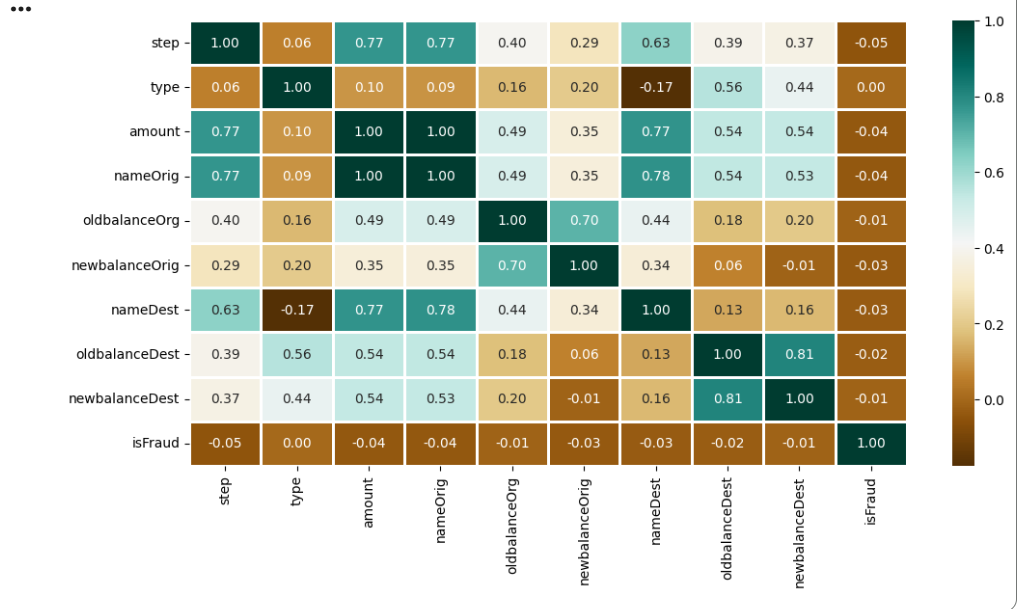 •••
step 1.00 0.06 0.77 0.77 0.40 0.29 0.63 0.39 0.37 -0.05
type 0.06 1.00 0.10 0.09 0.16 0.20 -0.17 0.56 0.44 0.00
amount 0.77 0.10 1.00 1.00 0.49 0.35 0.77 0.54 0.54 -0.04
nameOrig 0.77 0.09 1.00 1.00 0.49 0.35 0.78 0.54 0.53 -0.04
oldbalanceOrg 0.40 0.16 0.49 0.49 1.00 0.70 0.44 0.18 0.20 -0.01
newbalanceOrig 0.29 0.20 0.35 0.35 0.70 1.00 0.34 0.06 -0.01 -0.03
nameDest 0.63 -0.17 0.77 0.78 0.44 0.34 1.00 0.13 0.16 -0.03
oldbalanceDest 0.39 0.56 0.54 0.54 0.18 0.06 0.13 1.00 0.81 -0.02
newbalanceDest 0.37 0.44 0.54 0.53 0.20 -0.01 0.16 0.81 1.00 -0.01
isFraud -0.05 0.00 -0.04 -0.04 -0.01 -0.03 -0.03 -0.02 -0.01 1.00
step type amount nameOrig oldbalanceOrg newbalanceOrig nameDest oldbalanceDest newbalanceDest isFraud
1.0
0.8
0.6
0.4
0.2
0.0